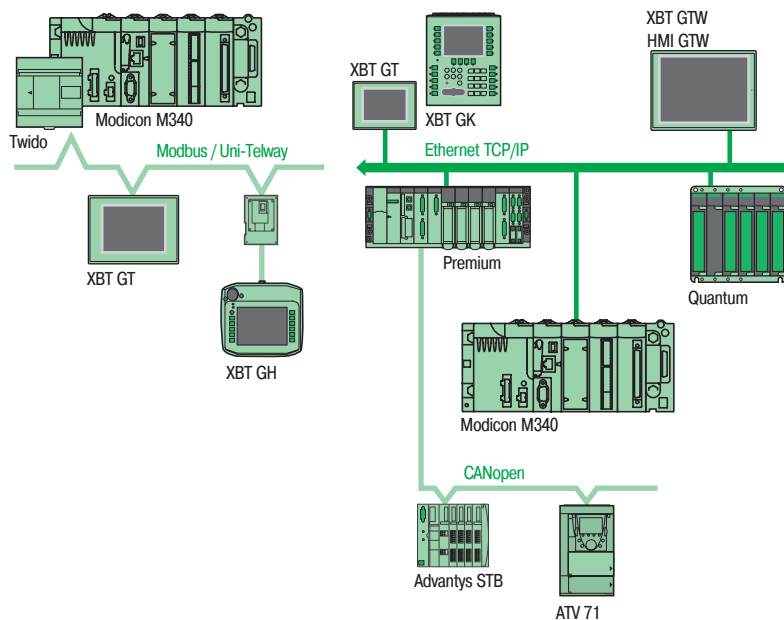 XBT GTW
HMI GTW
XBT GT
XBT GK
Modicon M340
Twido
Modbus / Uni-Telway
Ethernet TCP/IP
XBT GT
Premium
Quantum
XBT GH
Modicon M340
CANopen
Advantys STB
ATV 71